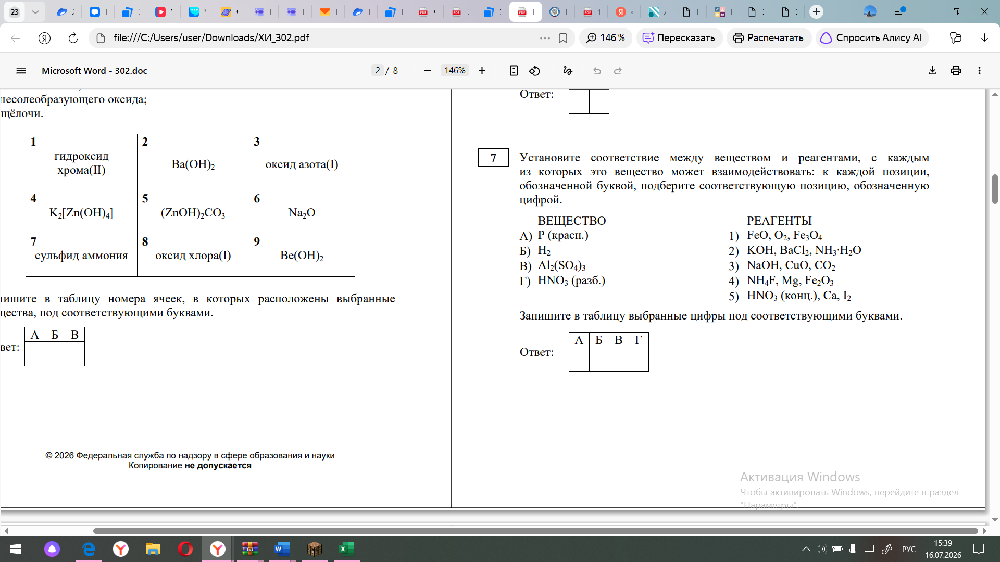 23
file:///C:/Users/user/Downloads/ХИ_302.pdf
146 %
Пересказать
Распечатать
Спросить Алису AI
Microsoft Word - 302.doc
2 / 8
146%
несолеобразующего оксида;
щёлочи.
1
гидроксид
хрома(II)
2
Ba(OH)₂
3
оксид азота(I)
4
K₂[Zn(OH)₄]
5
(ZnOH)₂CO₃
6
Na₂O
7
сульфид аммония
8
оксид хлора(I)
9
Be(OH)₂
пишите в таблицу номера ячеек, в которых расположены выбранные
щества, под соответствующими буквами.
вет:
А Б В
© 2026 Федеральная служба по надзору в сфере образования и науки
Копирование не допускается
Ответ:
7
Установите соответствие между веществом и реагентами, с каждым
из которых это вещество может взаимодействовать: к каждой позиции,
обозначенной буквой, подберите соответствующую позицию, обозначенную
цифрой.
ВЕЩЕСТВО
А) P (красн.)
Б) H₂
В) Al₂(SO₄)₃
Г) HNO₃ (разб.)
РЕАГЕНТЫ
1) FeO, O₂, Fe₃O₄
2) KOH, BaCl₂, NH₃·H₂O
3) NaOH, CuO, CO₂
4) NH₄F, Mg, Fe₂O₃
5) HNO₃ (конц.), Ca, I₂
Запишите в таблицу выбранные цифры под соответствующими буквами.
Ответ:
А Б В Г
Активация Windows
Чтобы активировать Windows, перейдите в раздел
"Параметры".
РУС
15:39
16.07.2026